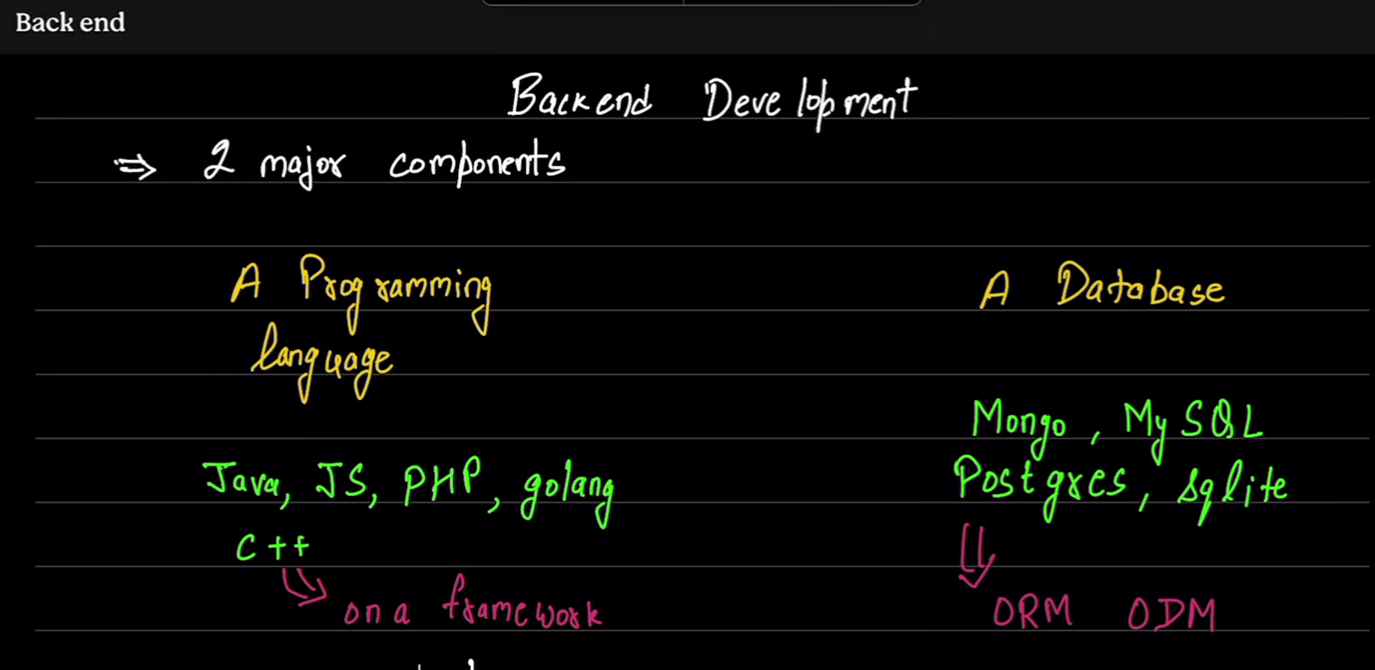 Back end
Backend Development
⇒ 2 major components
A Programming
language
A Database
Java, JS, PHP, golang
C++
on a framework
Mongo, MySQL
Postgres, sqlite
ORM ODM